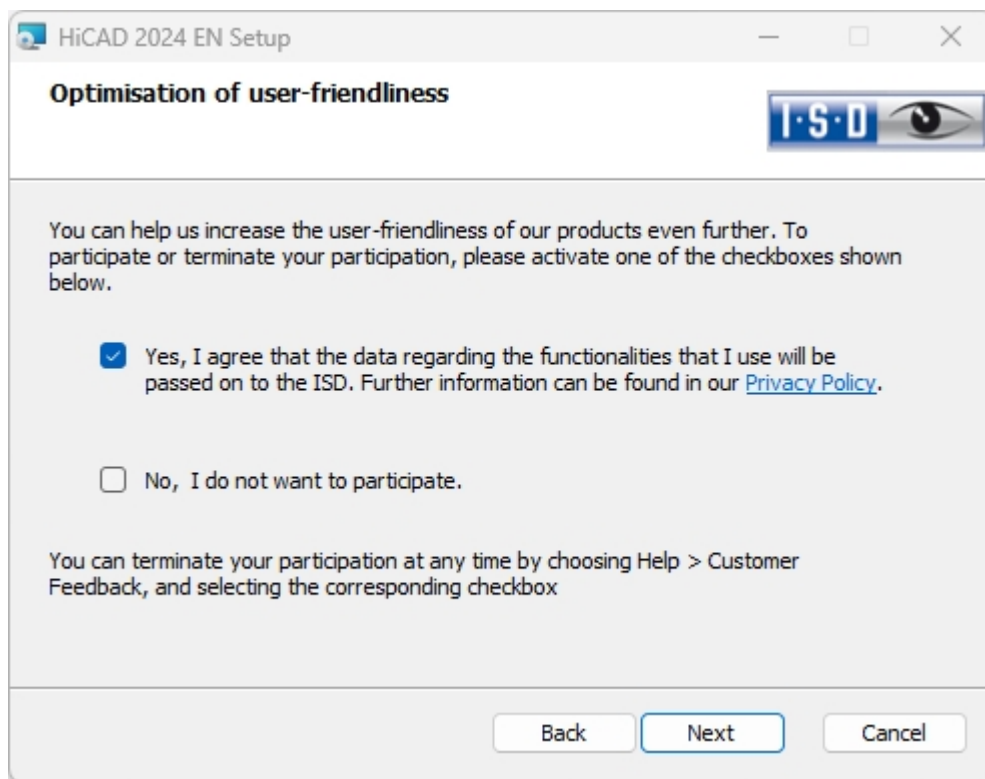 HiCAD 2024 EN Setup
Optimisation of user-friendliness
I·S·D
You can help us increase the user-friendliness of our products even further. To
participate or terminate your participation, please activate one of the checkboxes shown
below.
Yes, I agree that the data regarding the functionalities that I use will be
passed on to the ISD. Further information can be found in our Privacy Policy.
No, I do not want to participate.
You can terminate your participation at any time by choosing Help > Customer
Feedback, and selecting the corresponding checkbox
Back Next Cancel